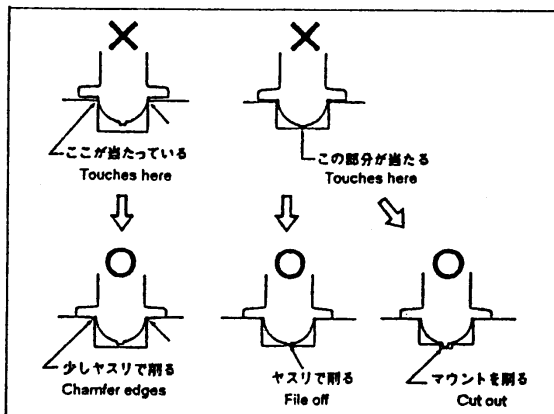 ここが当たっている
Touches here
この部分が当たる
Touches here
少しヤスリで削る
Chamfer edges
ヤスリで削る
File off
マウントを削る
Cut out